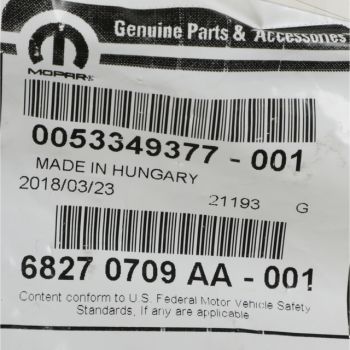 Genuine Parts & Accessories
MOPAR
0053349377 - 001
MADE IN HUNGARY
2018/03/23
21193 G
6827 0709 AA - 001
Content conform to U.S. Federal Motor Vehicle Safety
Standards, If any are applicable